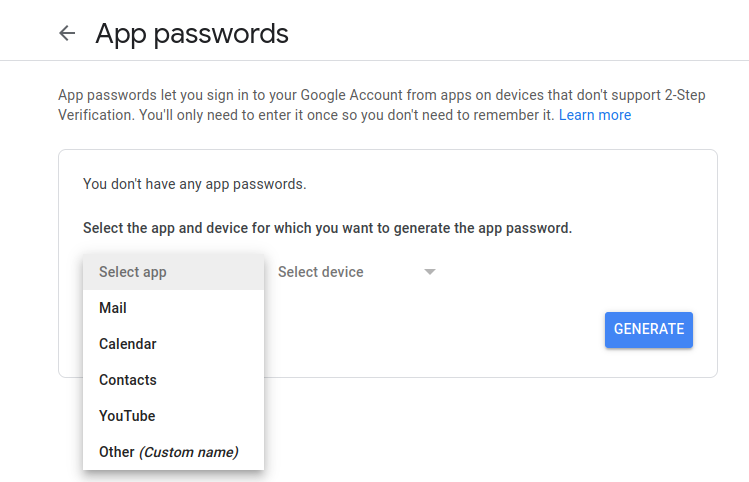 App passwords
App passwords let you sign in to your Google Account from apps on devices that don't support 2-Step
Verification. You'll only need to enter it once so you don't need to remember it. Learn more
You don't have any app passwords.
Select the app and device for which you want to generate the app password.
Select app
Select device
Mail
Calendar
Contacts
YouTube
Other (Custom name)
GENERATE